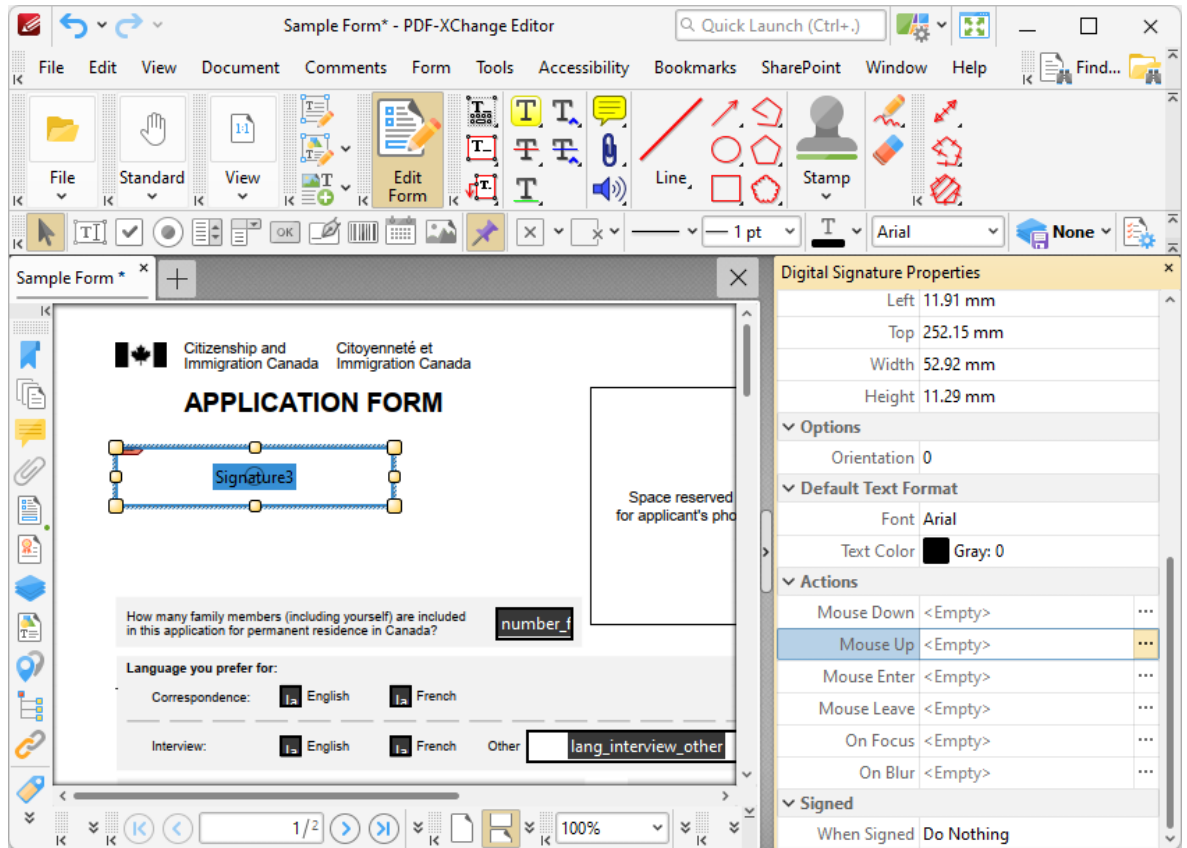 Sample Form* - PDF-XChange Editor
Quick Launch (Ctrl+.)
File Edit View Document Comments Form Tools Accessibility Bookmarks SharePoint Window Help Find...
File Standard 1:1 View Edit Form Line Stamp
OK 1 pt T Arial None
Sample Form *
Digital Signature Properties
Left 11.91 mm
Top 252.15 mm
Width 52.92 mm
Height 11.29 mm
Options
Orientation 0
Default Text Format
Font Arial
Text Color Gray: 0
Actions
Mouse Down <Empty> ...
Mouse Up <Empty> ...
Mouse Enter <Empty> ...
Mouse Leave <Empty> ...
On Focus <Empty> ...
On Blur <Empty> ...
Signed
When Signed Do Nothing
Citizenship and Immigration Canada
Citoyenneté et Immigration Canada
APPLICATION FORM
Signature3
Space reserved
for applicant's pho
How many family members (including yourself) are included
in this application for permanent residence in Canada?
number_f
Language you prefer for:
Correspondence: la English la French
Interview: la English la French Other lang_interview_other
1/2 100%